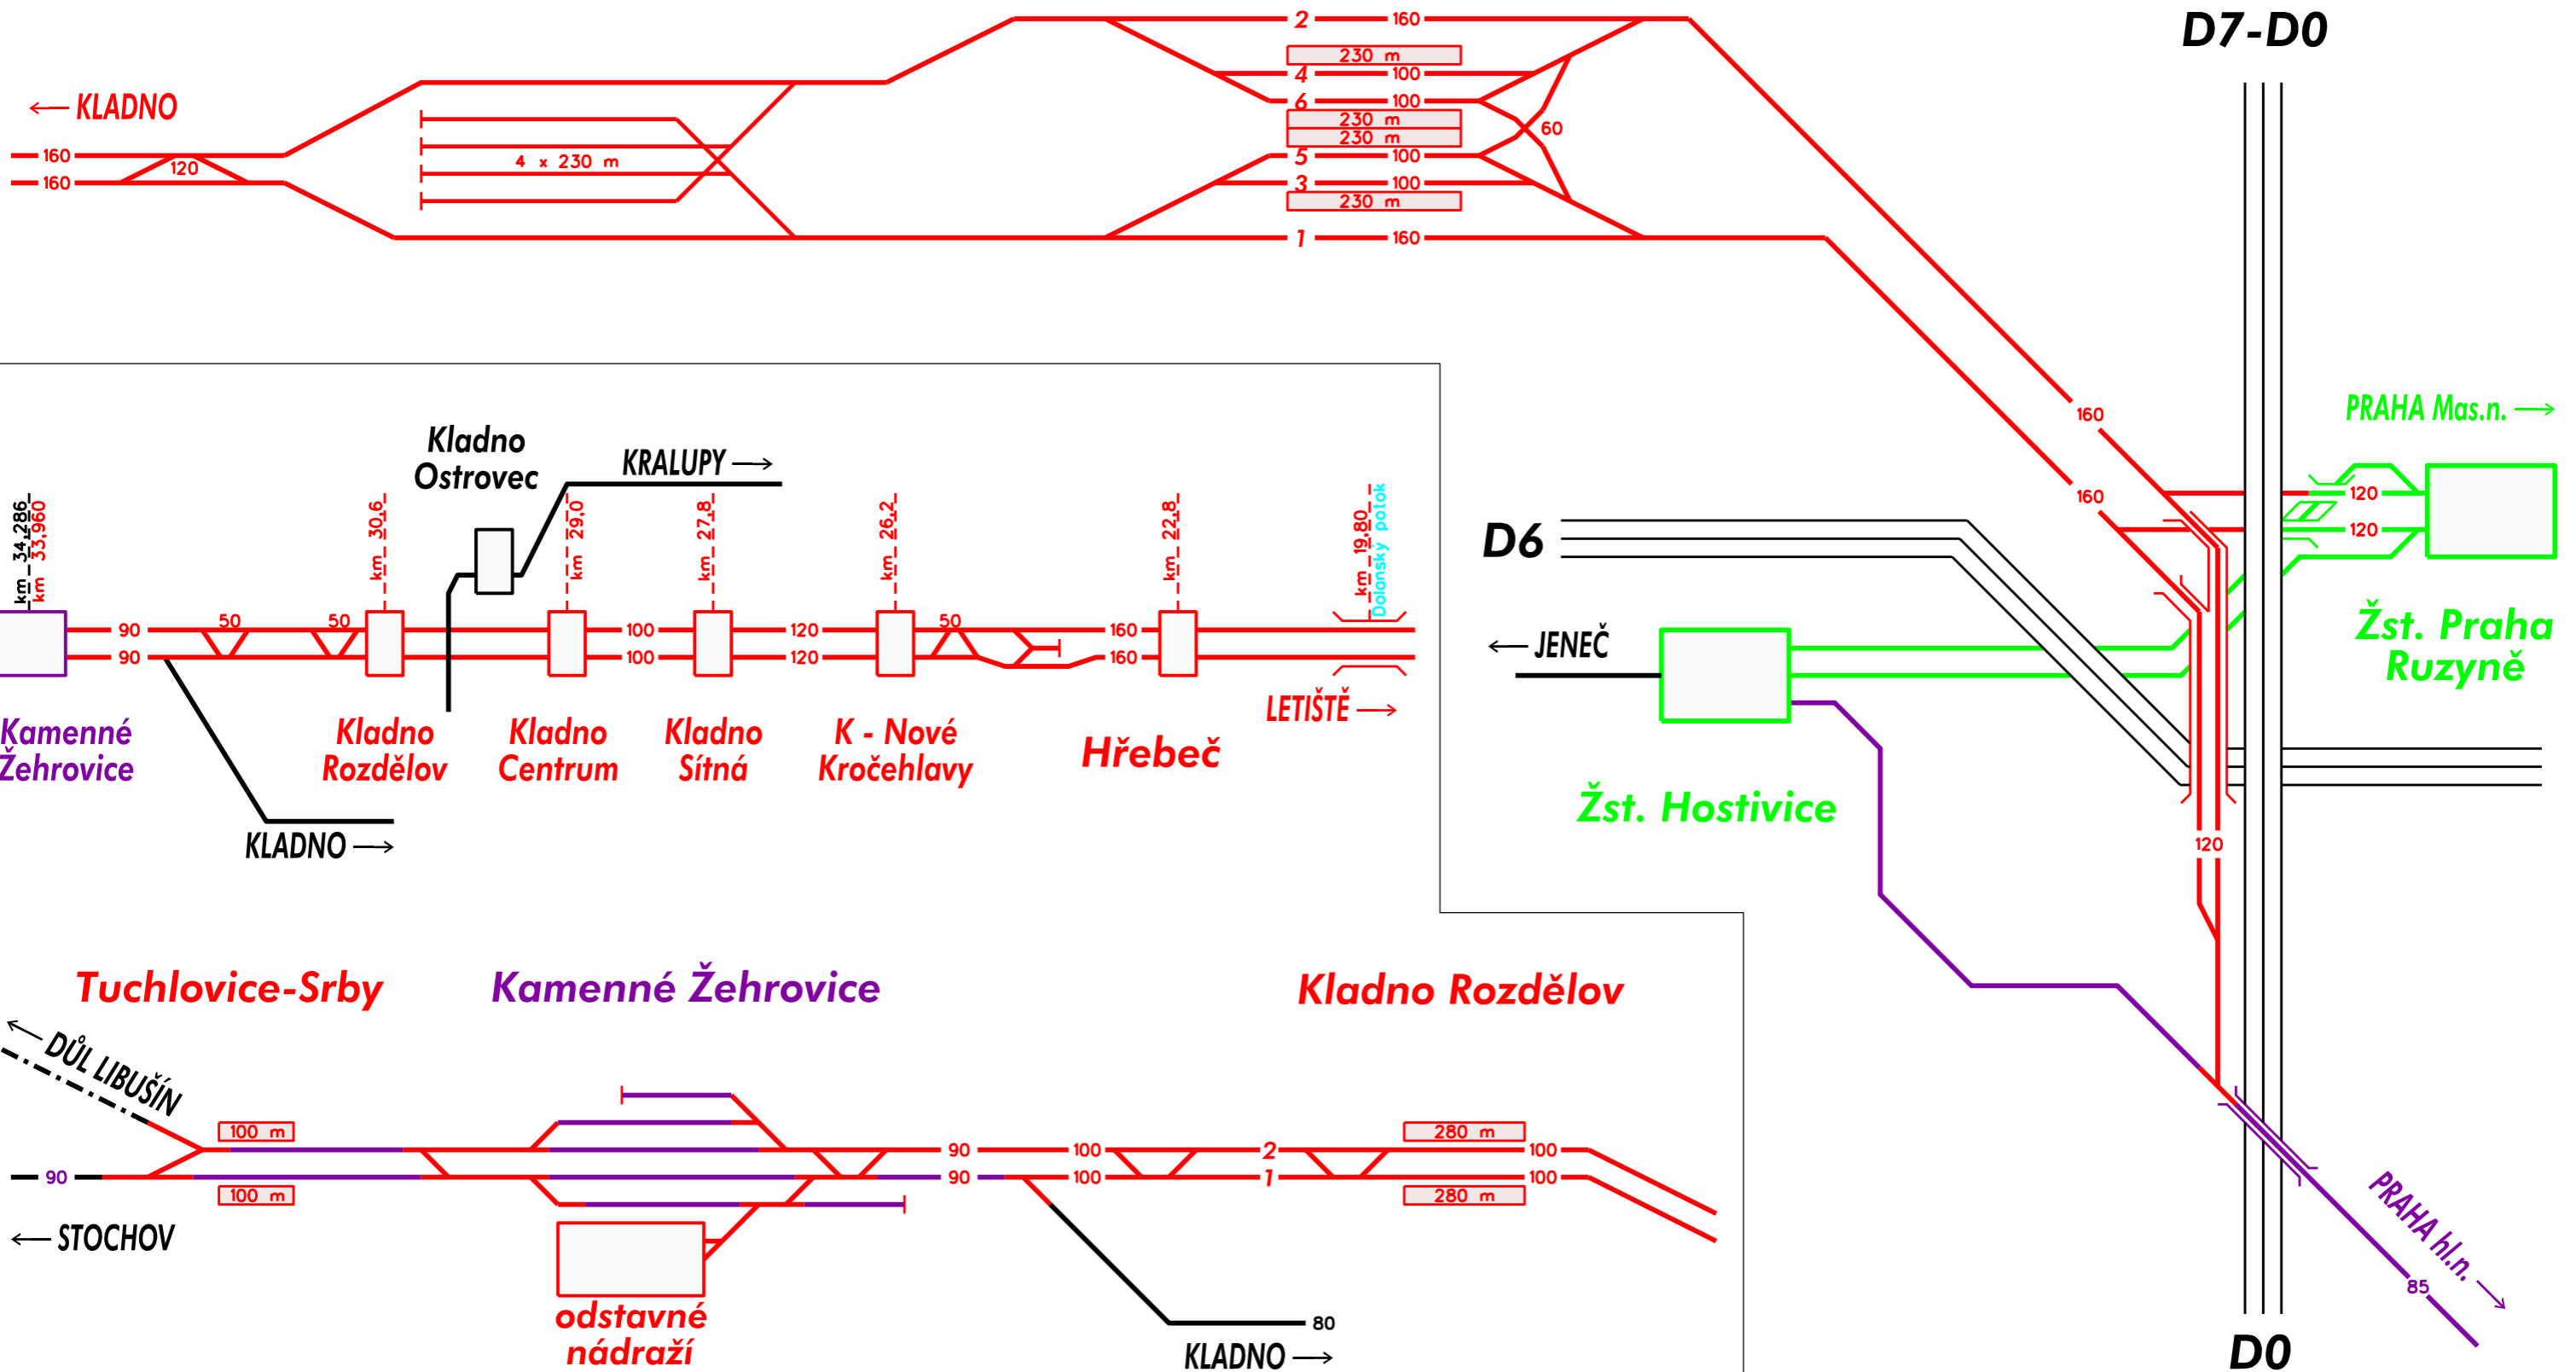 2 160
D7-D0
230 m
4 100
← KLADNO
6 100
230 m
230 m
60
160
120
4 x 230 m
5 100
160
3 100
230 m
1 160
160
PRAHA Mas.n. →
Kladno
Ostrovec
KRALUPY →
160
120
120
D6
km 34,286
km 33,960
km 30,6
km 29,0
km 27,8
km 26,2
km 22,8
km 19,80
Dolanský potok
90 50 50 100 120 50 160
90 100 120 160
← JENEČ
Žst. Praha
Ruzyně
LETIŠTĚ →
Kamenné
Žehrovice
Kladno
Rozdělov
Kladno
Centrum
Kladno
Sítná
K - Nové
Kročehlavy
Hřebeč
Žst. Hostivice
KLADNO →
120
Tuchlovice-Srby
Kamenné Žehrovice
Kladno Rozdělov
← DŮL LIBUŠÍN
100 m
280 m
90 100 2 100
90
90 100 1 100
100 m
280 m
← STOCHOV
PRAHA hl.n. →
85
odstavné
nádraží
80
KLADNO →
D0